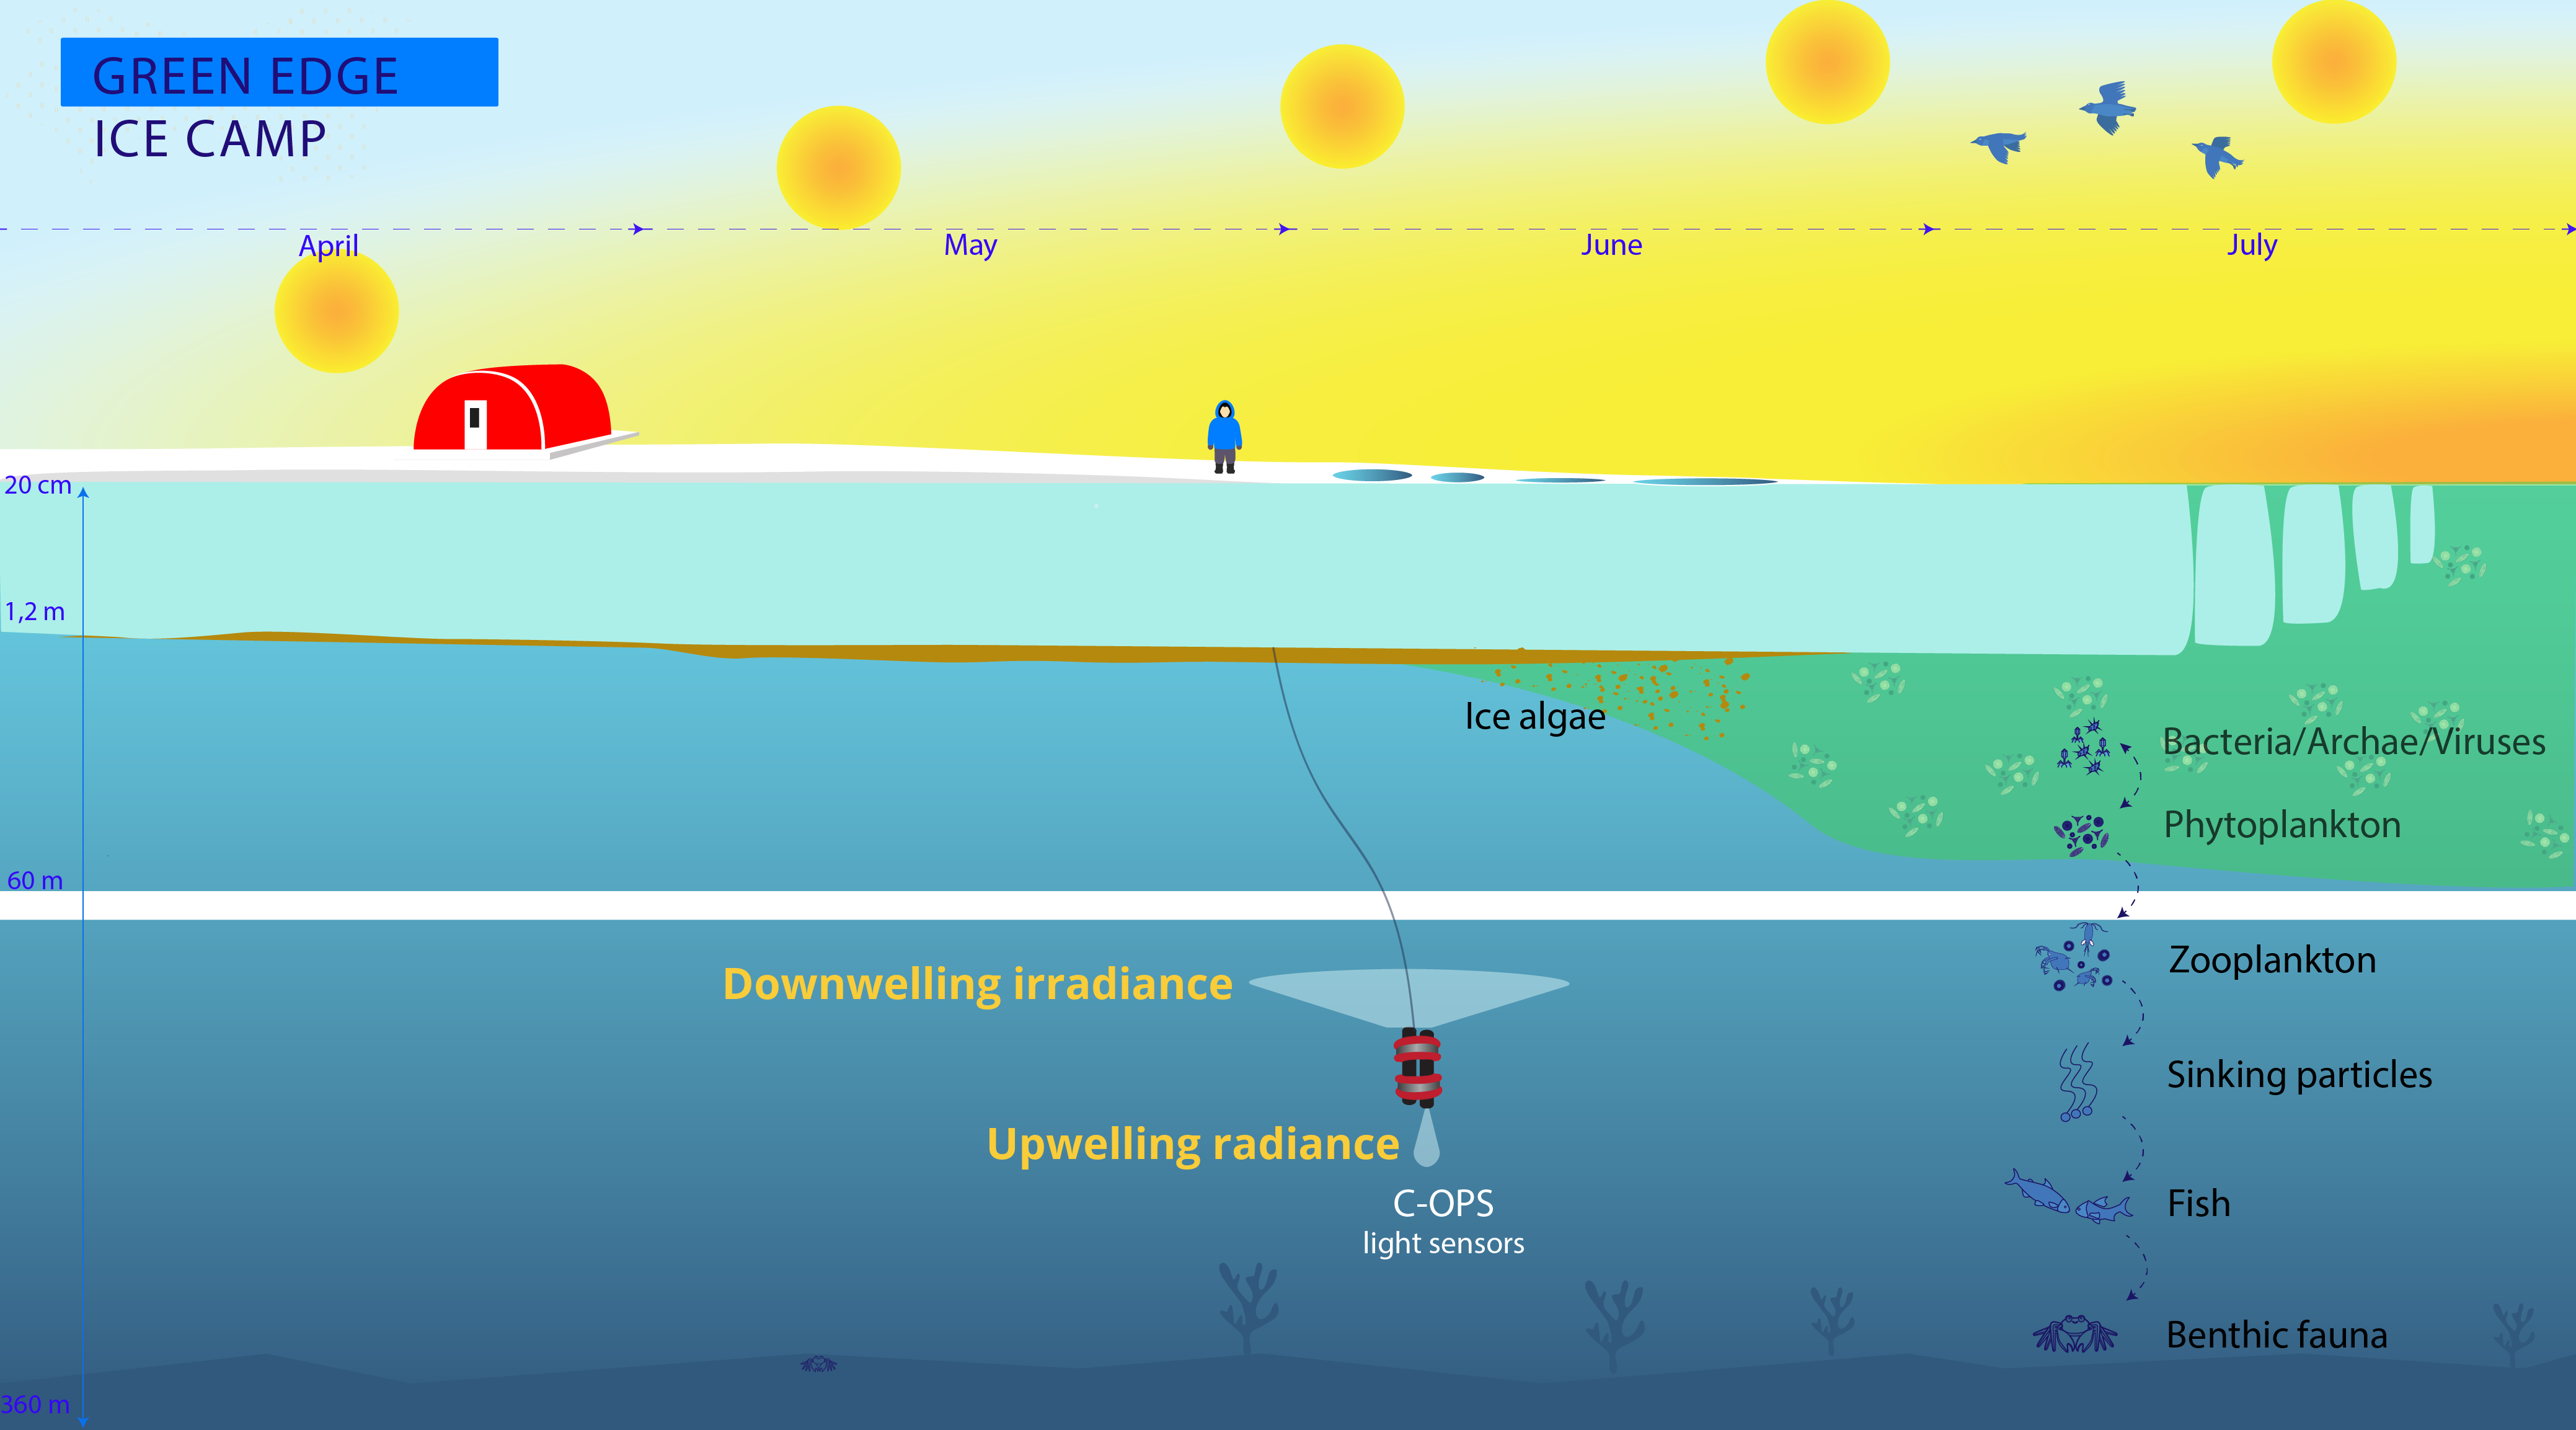 GREEN EDGE
ICE CAMP
April
May
June
July
20 cm
1,2 m
Ice algae
Bacteria/Archae/Viruses
Phytoplankton
60 m
Zooplankton
Downwelling irradiance
Sinking particles
Upwelling radiance
C-OPS
light sensors
Fish
Benthic fauna
360 m